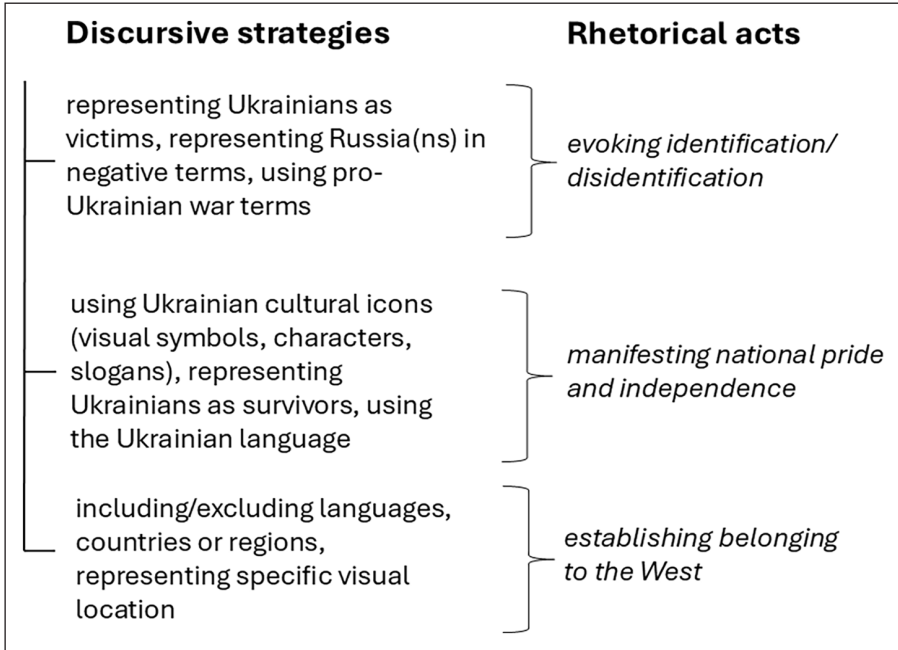 Discursive strategies
Rhetorical acts
representing Ukrainians as
victims, representing Russia(ns) in
negative terms, using pro-
Ukrainian war terms
evoking identification/
disidentification
using Ukrainian cultural icons
(visual symbols, characters,
slogans), representing
Ukrainians as survivors, using
the Ukrainian language
manifesting national pride
and independence
including/excluding languages,
countries or regions,
representing specific visual
location
establishing belonging
to the West